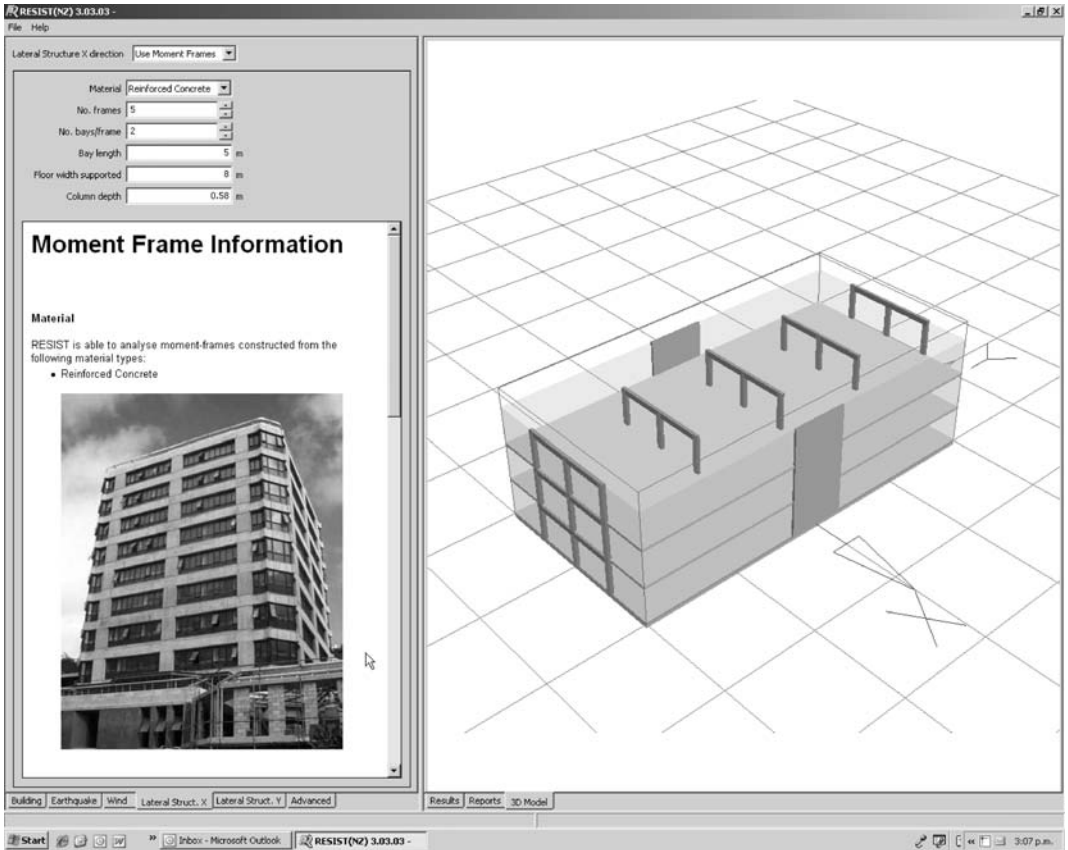 RESIST(NZ) 3.03.03 -
File Help
Lateral Structure X direction Use Moment Frames
Material Reinforced Concrete
No. frames 5
No. bays/frame 2
Bay length 5 m
Floor width supported 8 m
Column depth 0.58 m
Moment Frame Information
Material
RESIST is able to analyse moment-frames constructed from the
following material types:
• Reinforced Concrete
Building Earthquake Wind Lateral Struct. X Lateral Struct. Y Advanced
Results Reports 3D Model
Start » Inbox - Microsoft Outlook RESIST(NZ) 3.03.03 - « 3:07 p.m.